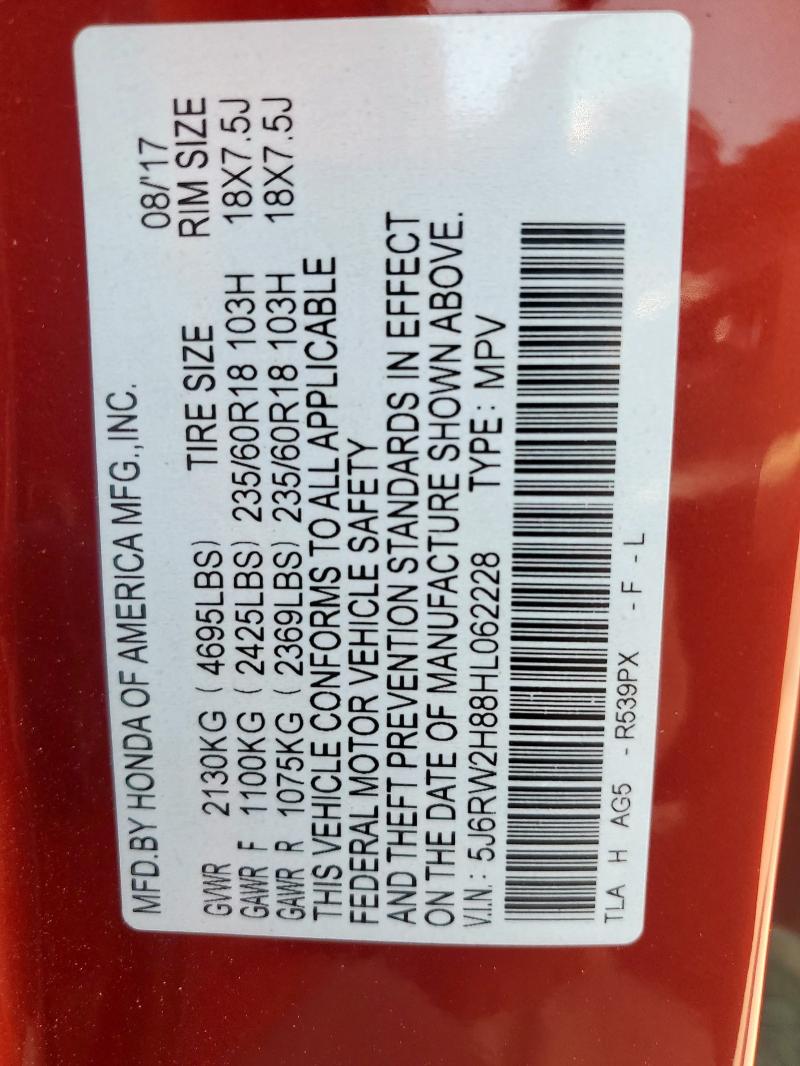 MFD.BY HONDA OF AMERICA MFG.,INC. 08/'17
TIRE SIZE RIM SIZE
GVWR 2130KG ( 4695LBS)
GAWR F 1100KG ( 2425LBS) 235/60R18 103H 18X7.5J
GAWR R 1075KG ( 2369LBS) 235/60R18 103H 18X7.5J
THIS VEHICLE CONFORMS TO ALL APPLICABLE
FEDERAL MOTOR VEHICLE SAFETY
AND THEFT PREVENTION STANDARDS IN EFFECT
ON THE DATE OF MANUFACTURE SHOWN ABOVE.
V.I.N.: 5J6RW2H88HL062228 TYPE: MPV
TLA H AG5 - R539PX - F - L